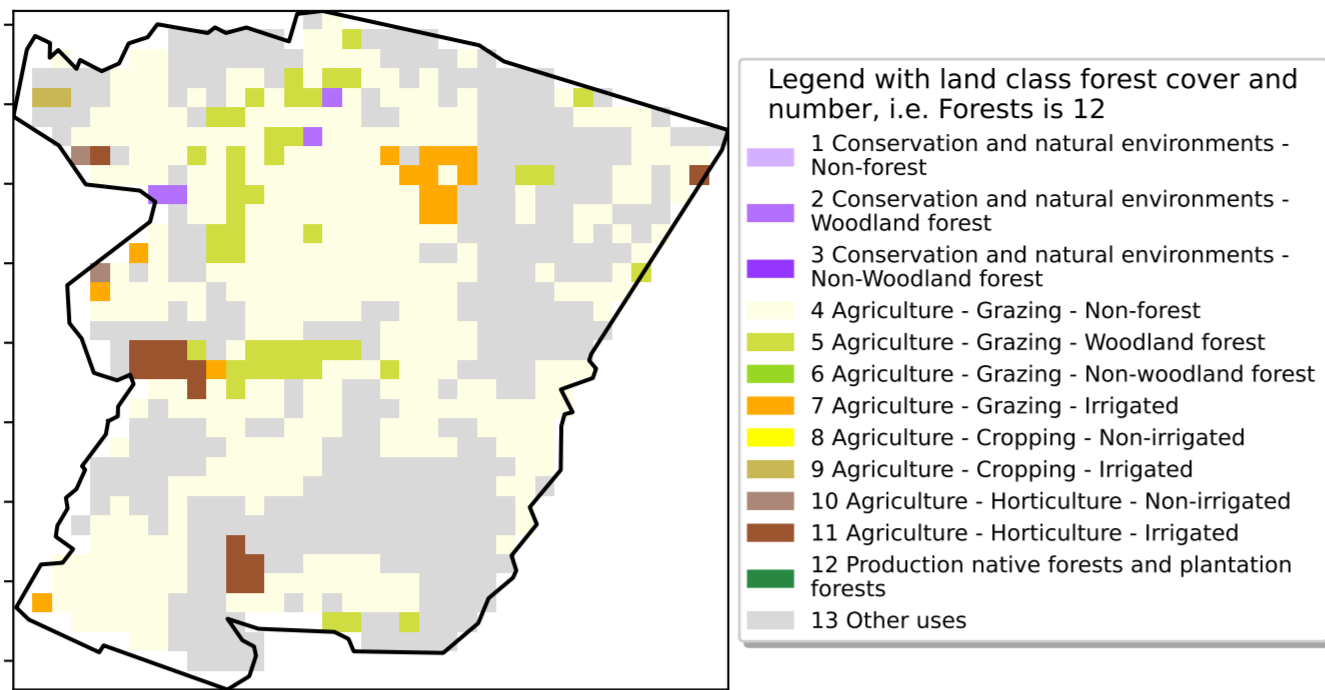 Legend with land class forest cover and
number, i.e. Forests is 12
1 Conservation and natural environments -
Non-forest
2 Conservation and natural environments -
Woodland forest
3 Conservation and natural environments -
Non-Woodland forest
4 Agriculture - Grazing - Non-forest
5 Agriculture - Grazing - Woodland forest
6 Agriculture - Grazing - Non-woodland forest
7 Agriculture - Grazing - Irrigated
8 Agriculture - Cropping - Non-irrigated
9 Agriculture - Cropping - Irrigated
10 Agriculture - Horticulture - Non-irrigated
11 Agriculture - Horticulture - Irrigated
12 Production native forests and plantation
forests
13 Other uses